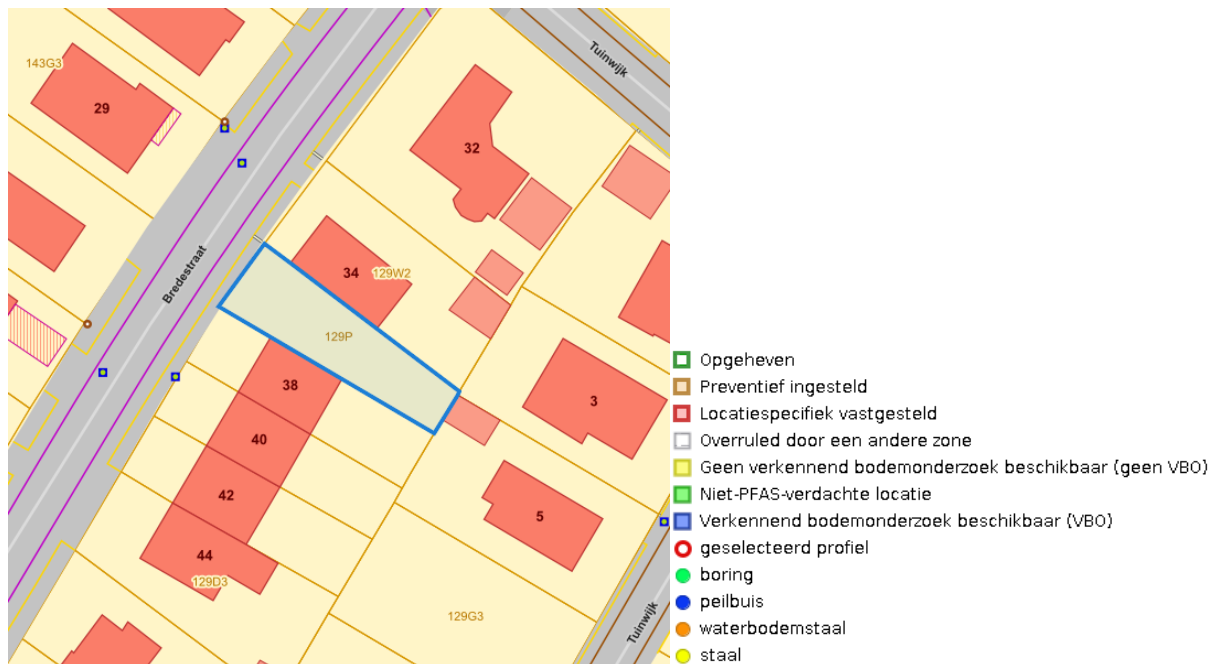 Tuinwijk
143G3
29
32
Bredestraat
34
129W2
129P
38
3
40
42
5
44
129D3
129G3
Tuinwijk
Opgeheven
Preventief ingesteld
Locatiespecifiek vastgesteld
Overruled door een andere zone
Geen verkennend bodemonderzoek beschikbaar (geen VBO)
Niet-PFAS-verdachte locatie
Verkennend bodemonderzoek beschikbaar (VBO)
geselecteerd profiel
boring
peilbuis
waterbodemstaal
staal